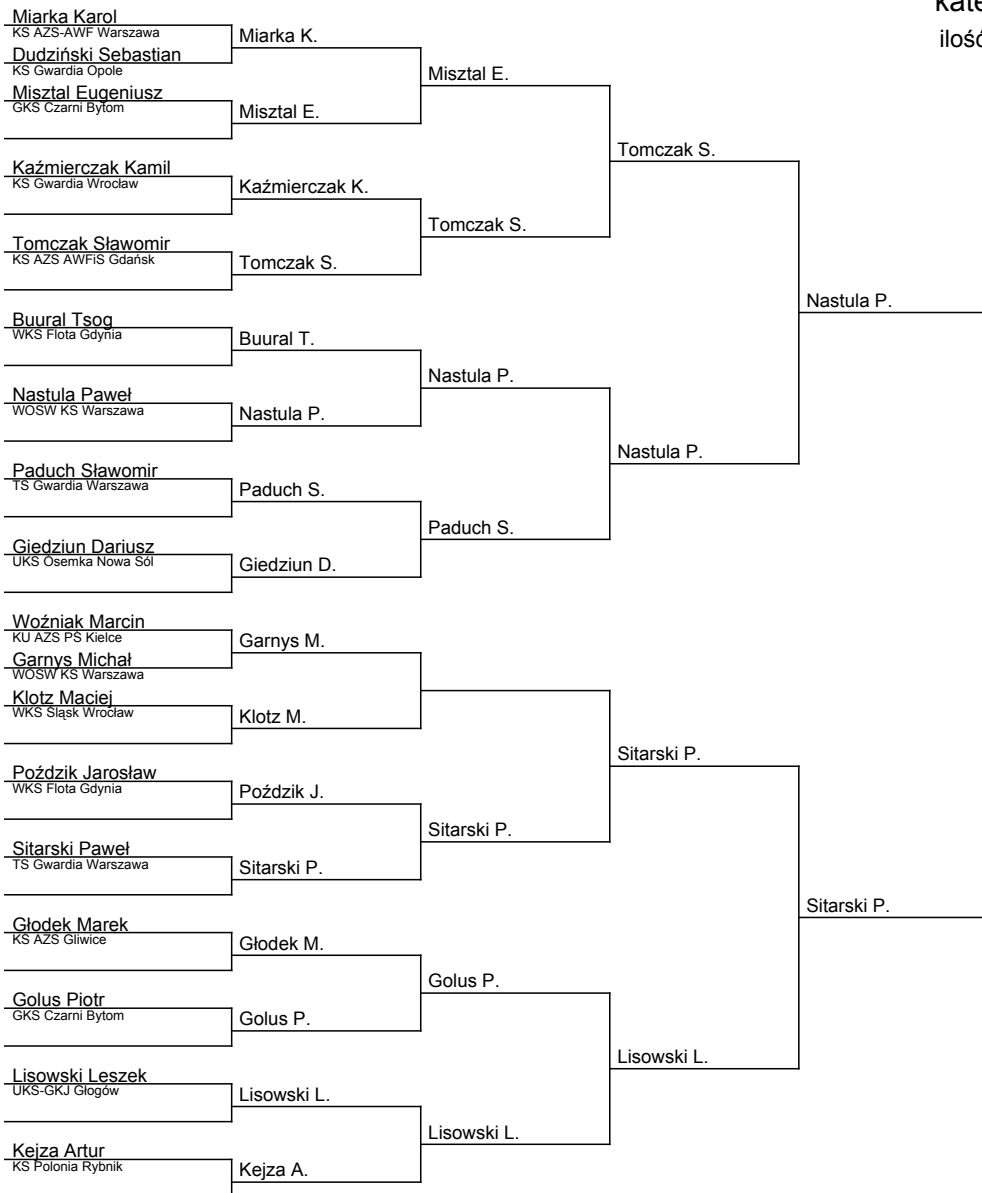 kate
ilość
Miarka Karol
KS AZS-AWF Warszawa
Dudziński Sebastian
KS Gwardia Opole
Misztal Eugeniusz
GKS Czarni Bytom
Kaźmierczak Kamil
KS Gwardia Wrocław
Tomczak Sławomir
KS AZS AWFiS Gdańsk
Buural Tsog
WKS Flota Gdynia
Nastula Paweł
WOSW KS Warszawa
Paduch Sławomir
TS Gwardia Warszawa
Giedziun Dariusz
UKS Ósemka Nowa Sól
Woźniak Marcin
KU AZS PŚ Kielce
Garnys Michał
WOSW KS Warszawa
Klotz Maciej
WKS Śląsk Wrocław
Poździk Jarosław
WKS Flota Gdynia
Sitarski Paweł
TS Gwardia Warszawa
Głodek Marek
KS AZS Gliwice
Golus Piotr
GKS Czarni Bytom
Lisowski Leszek
UKS-GKJ Głogów
Kejza Artur
KS Polonia Rybnik
Miarka K.
Misztal E.
Kaźmierczak K.
Tomczak S.
Buural T.
Nastula P.
Paduch S.
Giedziun D.
Garnys M.
Klotz M.
Poździk J.
Sitarski P.
Głodek M.
Golus P.
Lisowski L.
Kejza A.
Misztal E.
Tomczak S.
Nastula P.
Paduch S.
Sitarski P.
Golus P.
Lisowski L.
Tomczak S.
Nastula P.
Sitarski P.
Lisowski L.
Nastula P.
Sitarski P.